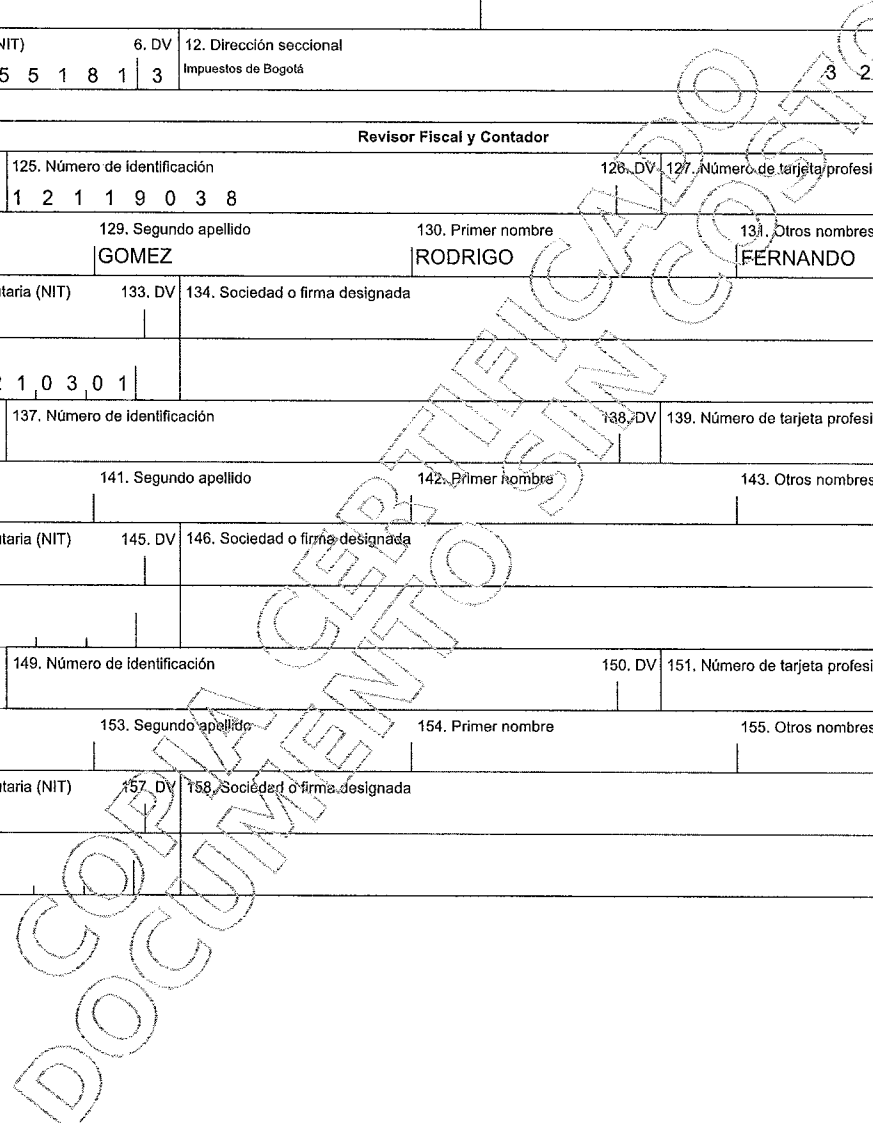 NIT) 6. DV 12. Dirección seccional
5 5 1 8 1 3 Impuestos de Bogotá 3 2
Revisor Fiscal y Contador
125. Número de identificación 126. DV 127. Número de tarjeta profesi
1 2 1 1 9 0 3 8
129. Segundo apellido 130. Primer nombre 131. Otros nombres
GOMEZ RODRIGO FERNANDO
utaria (NIT) 133. DV 134. Sociedad o firma designada
1 0 3 0 1
137. Número de identificación 138. DV 139. Número de tarjeta profesi
141. Segundo apellido 142. Primer nombre 143. Otros nombres
utaria (NIT) 145. DV 146. Sociedad o firma designada
149. Número de identificación 150. DV 151. Número de tarjeta profesi
153. Segundo apellido 154. Primer nombre 155. Otros nombres
utaria (NIT) 157. DV 158. Sociedad o firma designada
COPIA CERTIFICADO
DOCUMENTO SIN COSTO